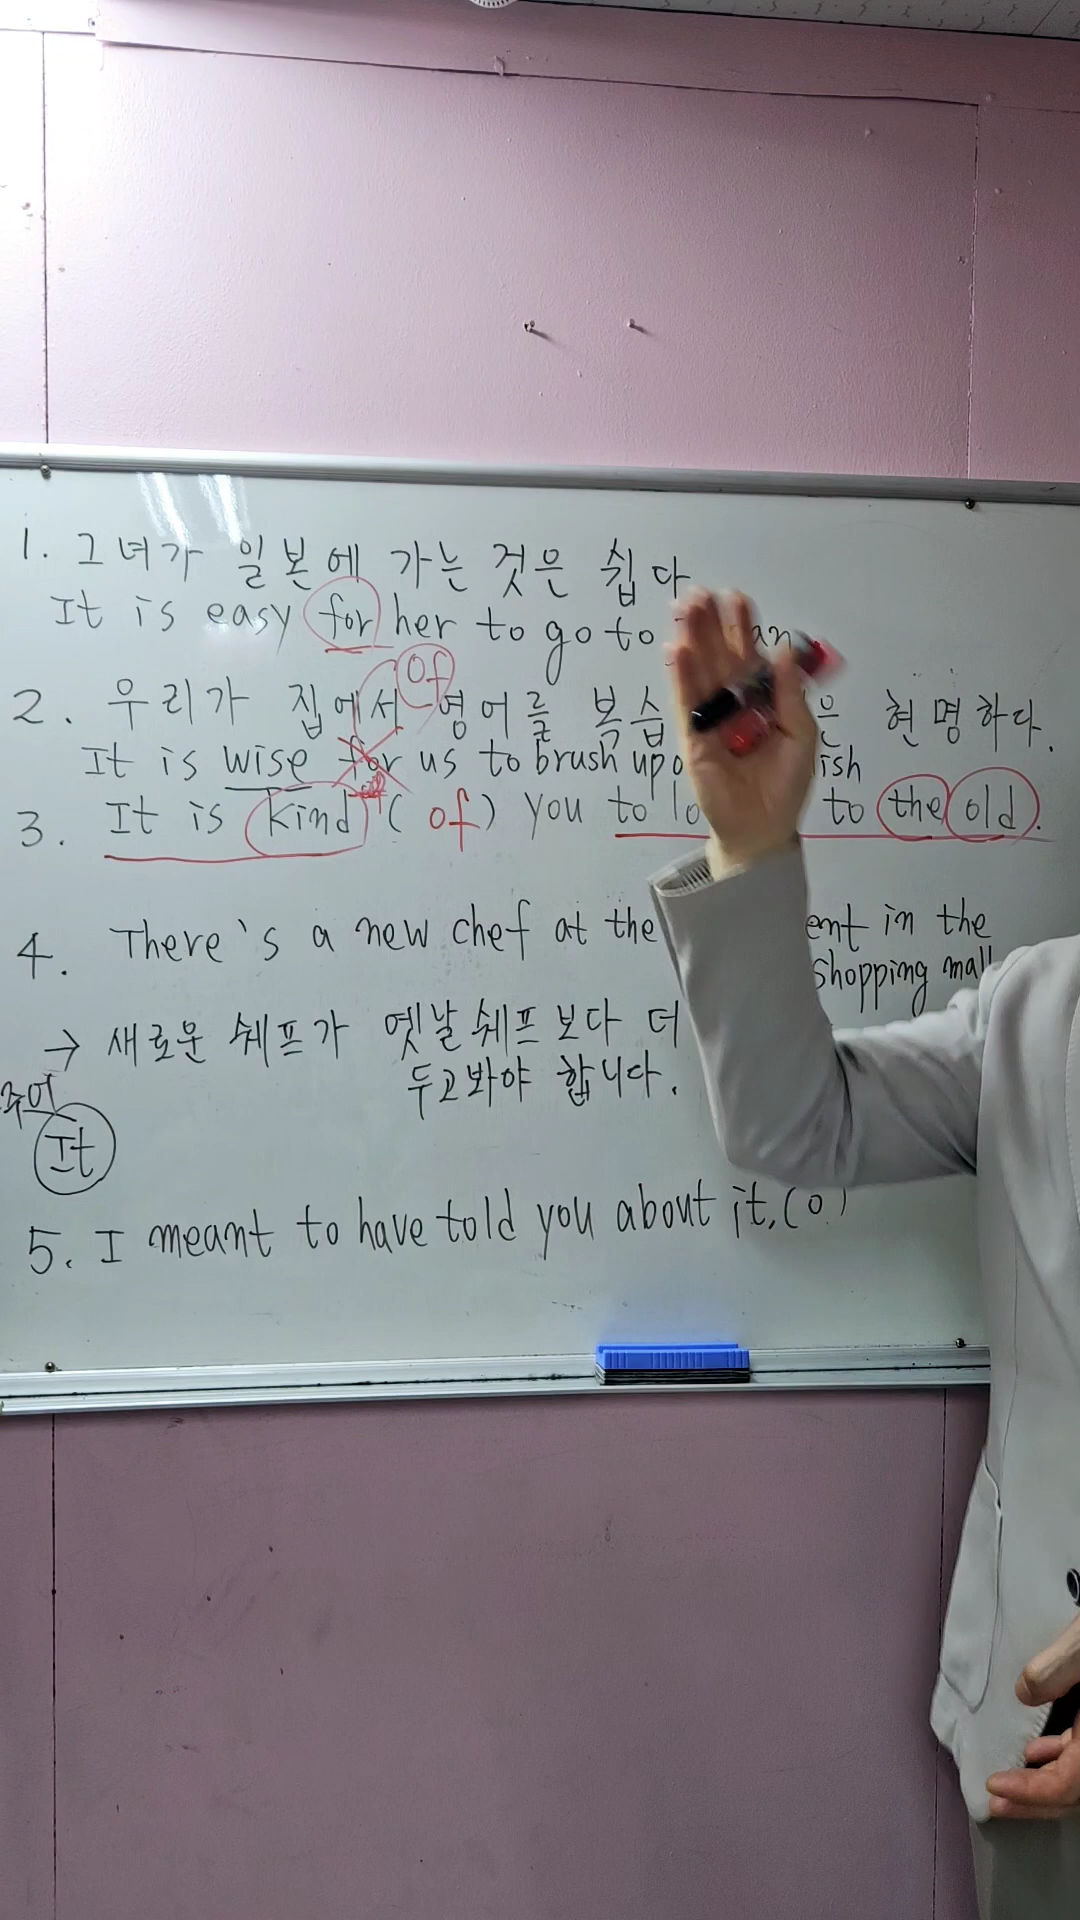 1. 그녀가 일본에 가는 것은 쉽다
It is easy for her to go to
of
2. 우리가 집에서 영어를 복습 은 현명하다.
It is wise for us to brush up
3. It is kind (of) you to to the old.
4. There's a new chef at the in the
shopping mall
→ 새로운 쉐프가 옛날 쉐프보다 더
두고봐야 합니다.
주어
It
5. I meant to have told you about it. (o)